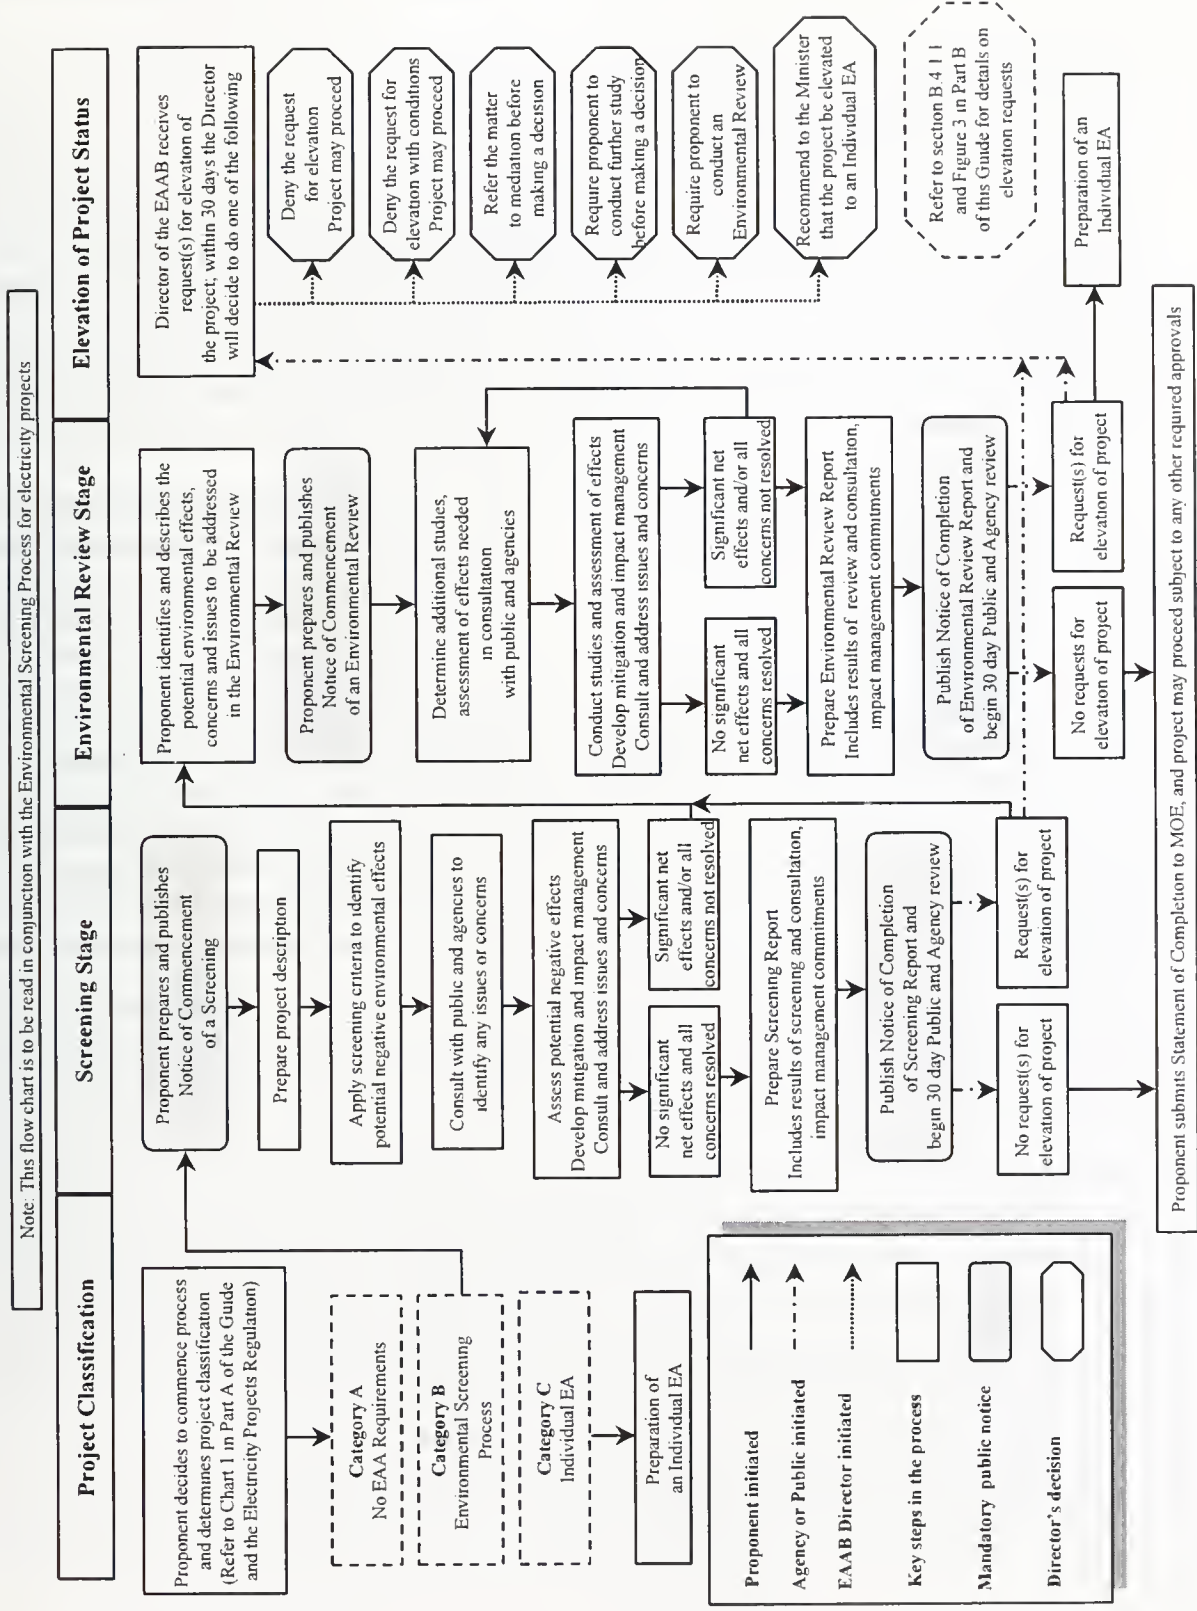 Note: This flow chart is to be read in conjunction with the Environmental Screening Process for electricity projects
Project Classification
Proponent decides to commence process
and determines project classification
(Refer to Chart 1 in Part A of the Guide
and the Electricity Projects Regulation)
Category A
No EAA Requirements
Category B
Environmental Screening
Process
Category C
Individual EA
Preparation of
an Individual EA
Proponent initiated
Agency or Public initiated
EAAB Director initiated
Key steps in the process
Mandatory public notice
Director's decision
Screening Stage
Proponent prepares and publishes
Notice of Commencement
of a Screening
Prepare project description
Apply screening criteria to identify
potential negative environmental effects
Consult with public and agencies to
identify any issues or concerns
Assess potential negative effects
Develop mitigation and impact management
Consult and address issues and concerns
No significant
net effects and all
concerns resolved
Significant net
effects and/or all
concerns not resolved
Prepare Screening Report
Includes results of screening and consultation,
impact management commitments
Publish Notice of Completion
of Screening Report and
begin 30 day Public and Agency review
No request(s) for
elevation of project
Request(s) for
elevation of project
Environmental Review Stage
Proponent identifies and describes the
potential environmental effects,
concerns and issues to be addressed
in the Environmental Review
Proponent prepares and publishes
Notice of Commencement
of an Environmental Review
Determine additional studies,
assessment of effects needed
in consultation
with public and agencies
Conduct studies and assessment of effects
Develop mitigation and impact management
Consult and address issues and concerns
No significant
net effects and all
concerns resolved
Significant net
effects and/or all
concerns not resolved
Prepare Environmental Review Report
Includes results of review and consultation,
impact management commitments
Publish Notice of Completion
of Environmental Review Report and
begin 30 day Public and Agency review
No requests for
elevation of project
Request(s) for
elevation of project
Elevation of Project Status
Director of the EAAB receives
request(s) for elevation of
the project; within 30 days the Director
will decide to do one of the following
Deny the request
for elevation
Project may proceed
Deny the request for
elevation with conditions
Project may proceed
Refer the matter
to mediation before
making a decision
Require proponent to
conduct further study
before making a decision
Require proponent to
conduct an
Environmental Review
Recommend to the Minister
that the project be elevated
to an Individual EA
Refer to section B.4 1 1
and Figure 3 in Part B
of this Guide for details on
elevation requests
Preparation of an
Individual EA
Proponent submits Statement of Completion to MOE, and project may proceed subject to any other required approvals